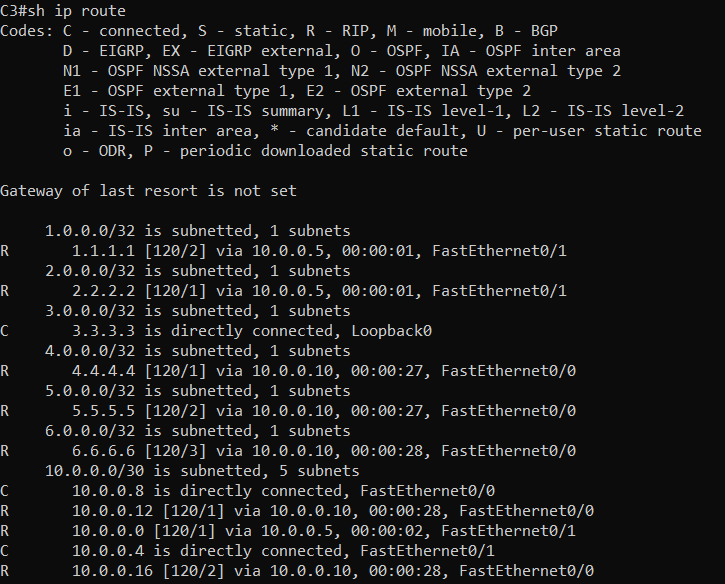 C3#sh ip route
Codes: C - connected, S - static, R - RIP, M - mobile, B - BGP
       D - EIGRP, EX - EIGRP external, O - OSPF, IA - OSPF inter area
       N1 - OSPF NSSA external type 1, N2 - OSPF NSSA external type 2
       E1 - OSPF external type 1, E2 - OSPF external type 2
       i - IS-IS, su - IS-IS summary, L1 - IS-IS level-1, L2 - IS-IS level-2
       ia - IS-IS inter area, * - candidate default, U - per-user static route
       o - ODR, P - periodic downloaded static route

Gateway of last resort is not set

     1.0.0.0/32 is subnetted, 1 subnets
R       1.1.1.1 [120/2] via 10.0.0.5, 00:00:01, FastEthernet0/1
     2.0.0.0/32 is subnetted, 1 subnets
R       2.2.2.2 [120/1] via 10.0.0.5, 00:00:01, FastEthernet0/1
     3.0.0.0/32 is subnetted, 1 subnets
C       3.3.3.3 is directly connected, Loopback0
     4.0.0.0/32 is subnetted, 1 subnets
R       4.4.4.4 [120/1] via 10.0.0.10, 00:00:27, FastEthernet0/0
     5.0.0.0/32 is subnetted, 1 subnets
R       5.5.5.5 [120/2] via 10.0.0.10, 00:00:27, FastEthernet0/0
     6.0.0.0/32 is subnetted, 1 subnets
R       6.6.6.6 [120/3] via 10.0.0.10, 00:00:28, FastEthernet0/0
     10.0.0.0/30 is subnetted, 5 subnets
C       10.0.0.8 is directly connected, FastEthernet0/0
R       10.0.0.12 [120/1] via 10.0.0.10, 00:00:28, FastEthernet0/0
R       10.0.0.0 [120/1] via 10.0.0.5, 00:00:02, FastEthernet0/1
C       10.0.0.4 is directly connected, FastEthernet0/1
R       10.0.0.16 [120/2] via 10.0.0.10, 00:00:28, FastEthernet0/0